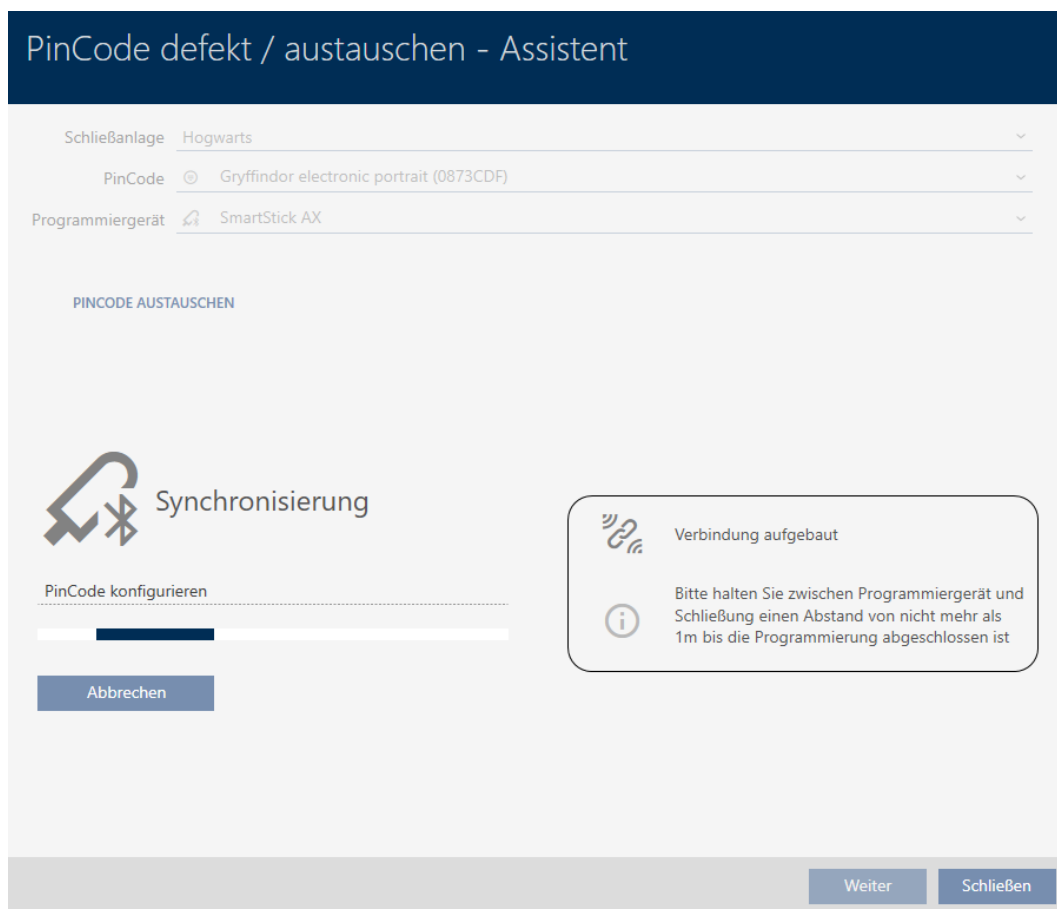 PinCode defekt / austauschen - Assistent
Schließanlage Hogwarts
PinCode Gryffindor electronic portrait (0873CDF)
Programmiergerät SmartStick AX
PINCODE AUSTAUSCHEN
Synchronisierung
PinCode konfigurieren
Abbrechen
Verbindung aufgebaut
Bitte halten Sie zwischen Programmiergerät und
Schließung einen Abstand von nicht mehr als
1m bis die Programmierung abgeschlossen ist
Weiter
Schließen